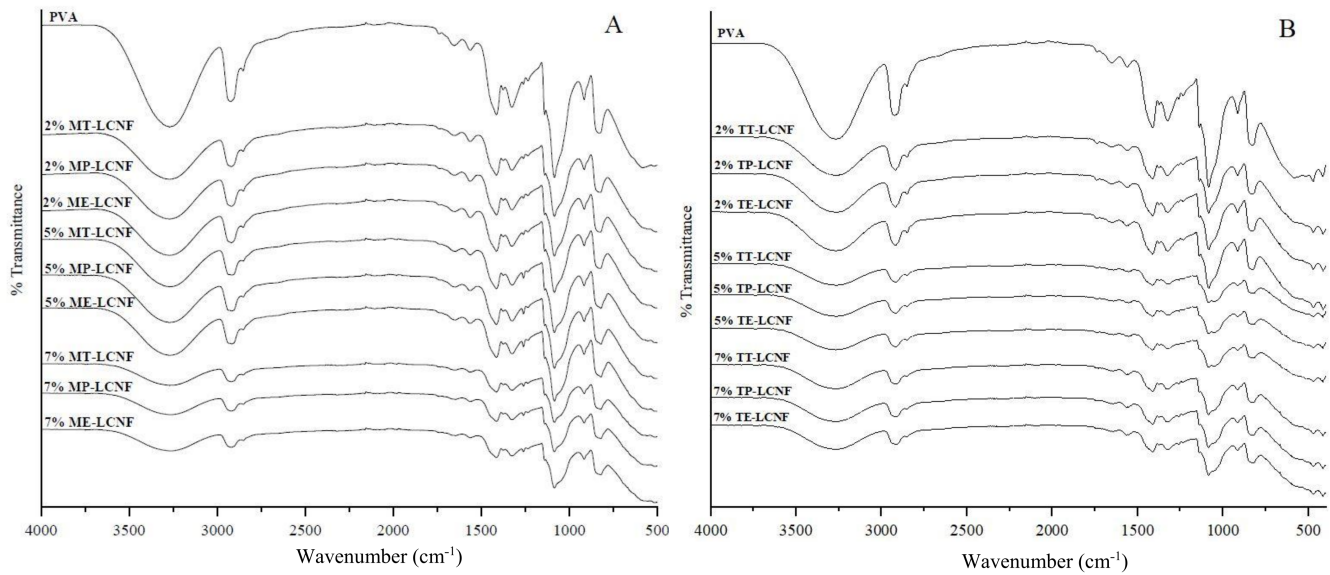 A
PVA
2% MT-LCNF
2% MP-LCNF
2% ME-LCNF
5% MT-LCNF
5% MP-LCNF
5% ME-LCNF
7% MT-LCNF
7% MP-LCNF
7% ME-LCNF
% Transmittance
4000 3500 3000 2500 2000 1500 1000 500
Wavenumber (cm⁻¹)
B
PVA
2% TT-LCNF
2% TP-LCNF
2% TE-LCNF
5% TT-LCNF
5% TP-LCNF
5% TE-LCNF
7% TT-LCNF
7% TP-LCNF
7% TE-LCNF
% Transmittance
4000 3500 3000 2500 2000 1500 1000 500
Wavenumber (cm⁻¹)